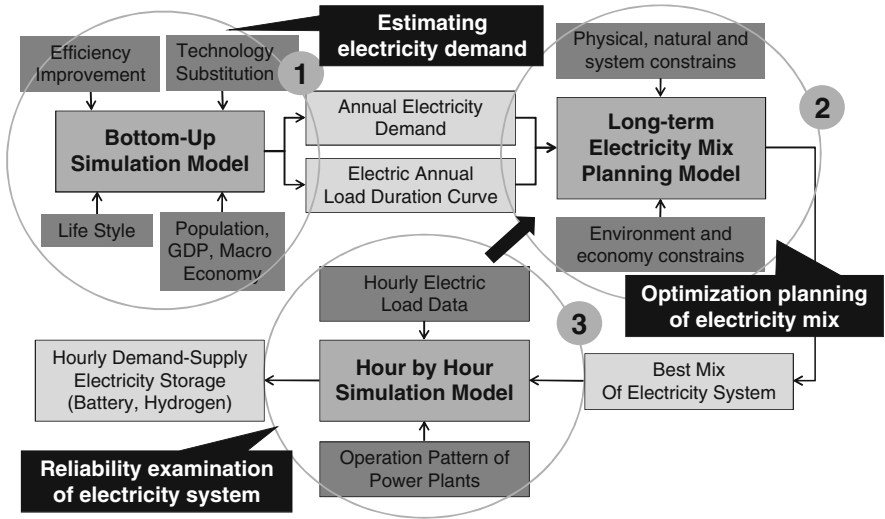 Estimating
electricity demand
Efficiency
Improvement
Technology
Substitution
1
Bottom-Up
Simulation Model
Life Style
Population,
GDP, Macro
Economy
Annual Electricity
Demand
Electric Annual
Load Duration Curve
Physical, natural and
system constrains
2
Long-term
Electricity Mix
Planning Model
Environment and
economy constrains
Optimization planning
of electricity mix
Hourly Electric
Load Data
3
Hour by Hour
Simulation Model
Best Mix
Of Electricity System
Hourly Demand-Supply
Electricity Storage
(Battery, Hydrogen)
Operation Pattern of
Power Plants
Reliability examination
of electricity system